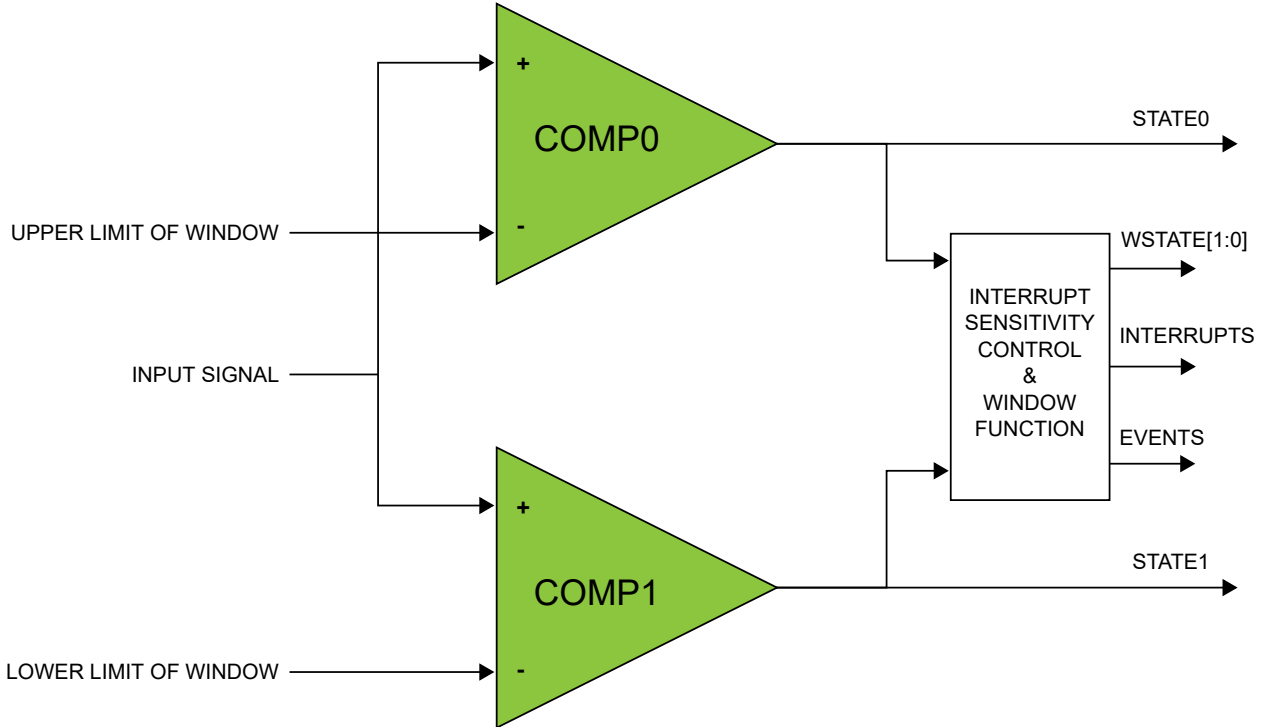 +
COMP0
-
STATE0
UPPER LIMIT OF WINDOW
WSTATE[1:0]
INTERRUPT
SENSITIVITY
CONTROL
&
WINDOW
FUNCTION
INTERRUPTS
EVENTS
INPUT SIGNAL
+
COMP1
-
STATE1
LOWER LIMIT OF WINDOW